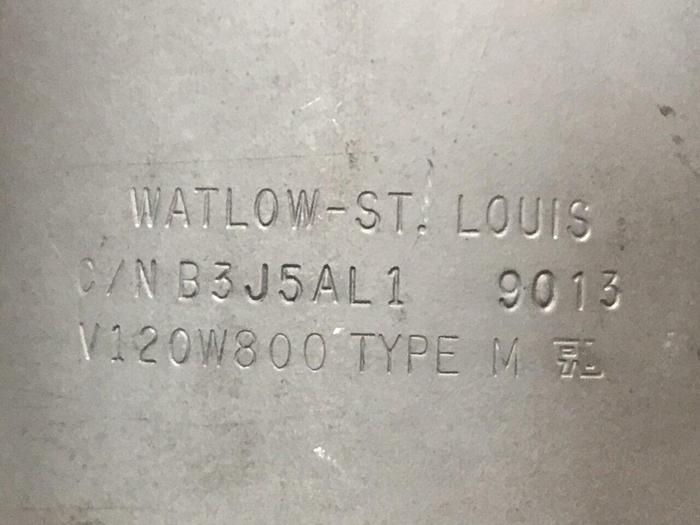 WATLOW-ST. LOUIS
C/N B3J5AL1 9013
V120W800 TYPE M